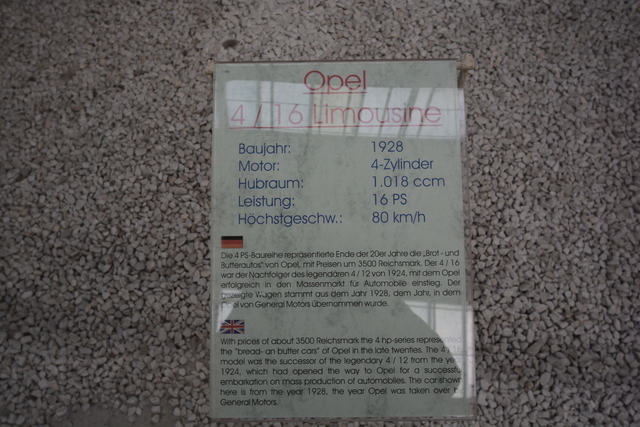 Opel
4 / 16 Limousine
Baujahr: 1928
Motor: 4-Zylinder
Hubraum: 1.018 ccm
Leistung: 16 PS
Höchstgeschw.: 80 km/h
Die 4 PS-Baureihe repräsentierte Ende der 20er Jahre die „Brot - und
Butterautos" von Opel, mit Preisen um 3500 Reichsmark. Der 4 / 16
war der Nachfolger des legendären 4 / 12 von 1924, mit dem Opel
erfolgreich in den Massenmarkt für Automobile einstieg. Der
gezeigte Wagen stammt aus dem Jahr 1928, dem Jahr, in dem
Opel von General Motors übernommen wurde.
With prices of about 3500 Reichsmark the 4 hp-series represented
the "bread- an butter cars" of Opel in the late twenties. The 4 /
model was the successor of the legendary 4 / 12 from the year
1924, which had opened the way to Opel for a successful
embarkation on mass production of automobiles. The car shown
here is from the year 1928, the year Opel was taken over
General Motors.